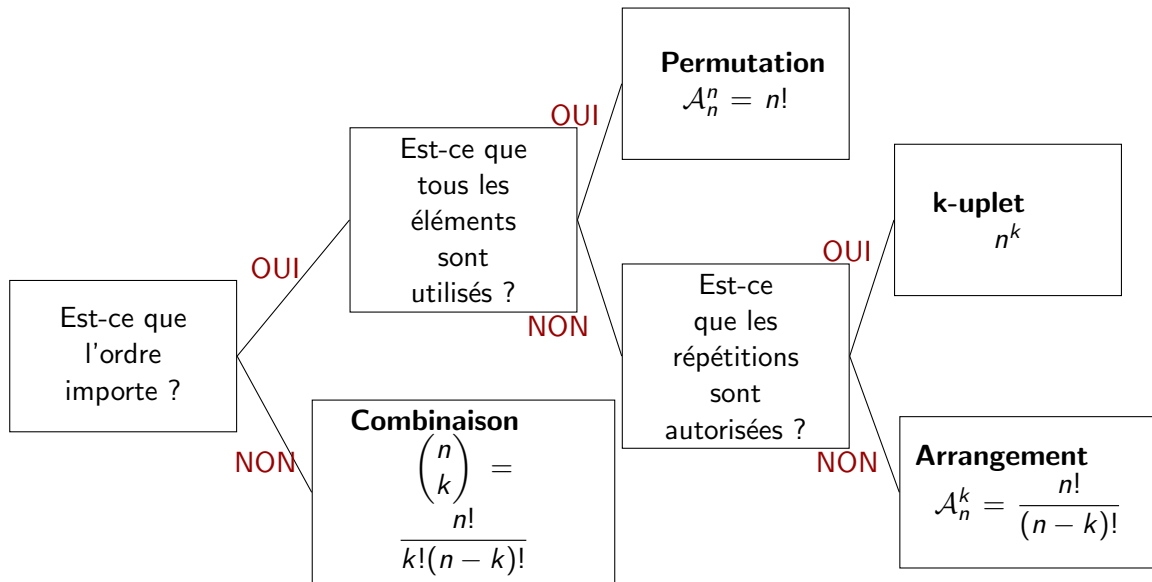 Est-ce que
l'ordre
importe ?
OUI
NON
Est-ce que
tous les
éléments
sont
utilisés ?
OUI
NON
Permutation
𝒜ₙⁿ = n!
Est-ce
que les
répétitions
sont
autorisées ?
OUI
NON
k-uplet
nᵏ
Arrangement
𝒜ₙᵏ = n!/(n − k)!
Combinaison
(n k) =
n!/k!(n − k)!